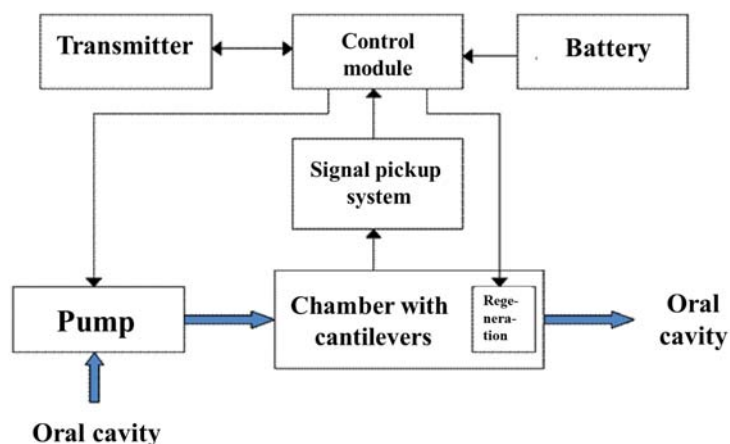 Transmitter
Control
module
Battery
Signal pickup
system
Pump
Chamber with
cantilevers
Rege-
nera-
tion
Oral
cavity
Oral cavity